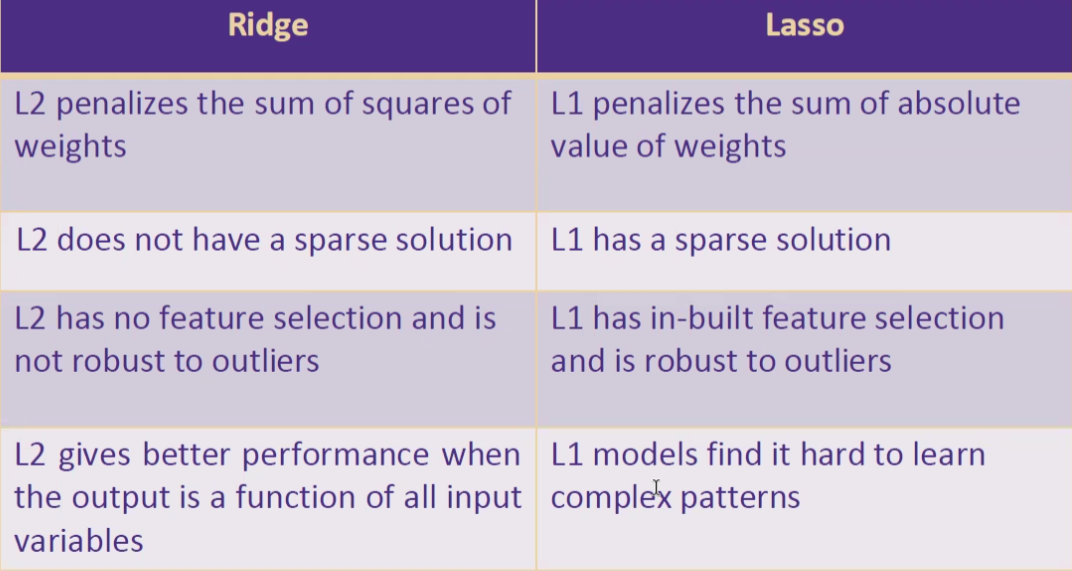 Ridge
Lasso
L2 penalizes the sum of squares of
weights
L1 penalizes the sum of absolute
value of weights
L2 does not have a sparse solution
L1 has a sparse solution
L2 has no feature selection and is
not robust to outliers
L1 has in-built feature selection
and is robust to outliers
L2 gives better performance when
the output is a function of all input
variables
L1 models find it hard to learn
complex patterns